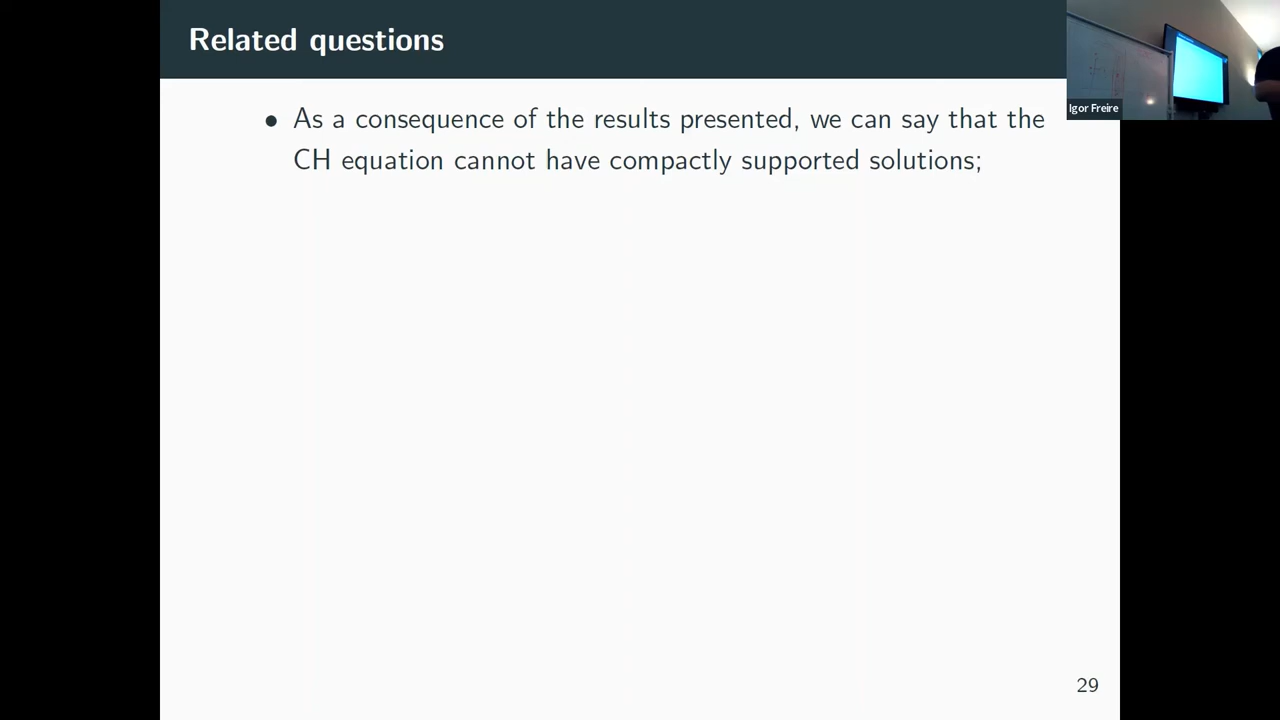 Related questions
Igor Freire
• As a consequence of the results presented, we can say that the
CH equation cannot have compactly supported solutions;
29